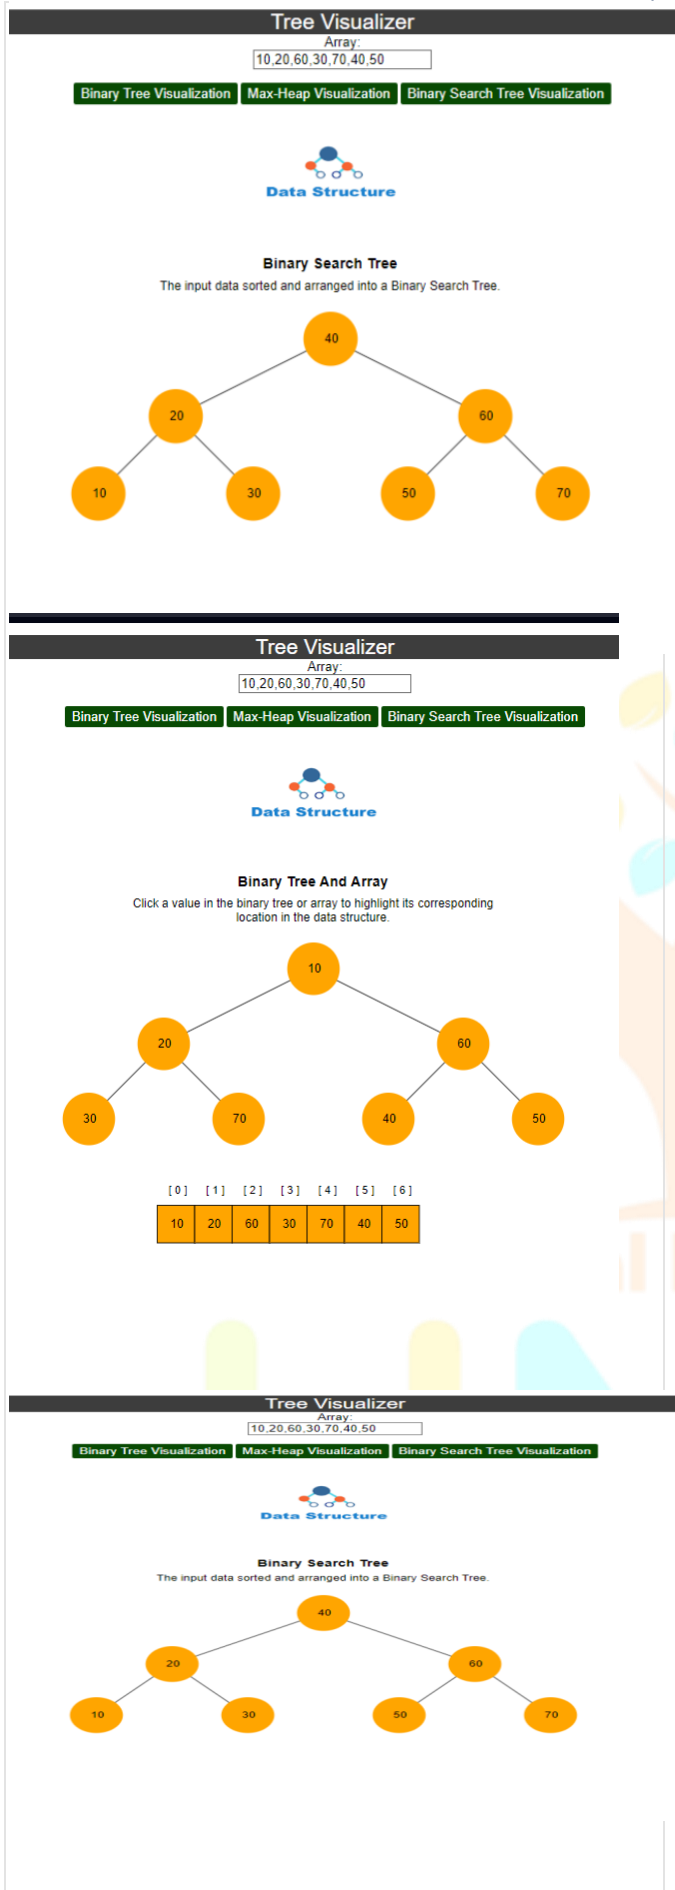 Tree Visualizer
Array:
10,20,60,30,70,40,50
Binary Tree Visualization Max-Heap Visualization Binary Search Tree Visualization
Data Structure
Binary Search Tree
The input data sorted and arranged into a Binary Search Tree.
40
20 60
10 30 50 70
Tree Visualizer
Array:
10,20,60,30,70,40,50
Binary Tree Visualization Max-Heap Visualization Binary Search Tree Visualization
Data Structure
Binary Tree And Array
Click a value in the binary tree or array to highlight its corresponding
location in the data structure.
10
20 60
30 70 40 50
[0] [1] [2] [3] [4] [5] [6]
10 20 60 30 70 40 50
Tree Visualizer
Array:
10,20,60,30,70,40,50
Binary Tree Visualization Max-Heap Visualization Binary Search Tree Visualization
Data Structure
Binary Search Tree
The input data sorted and arranged into a Binary Search Tree.
40
20 60
10 30 50 70